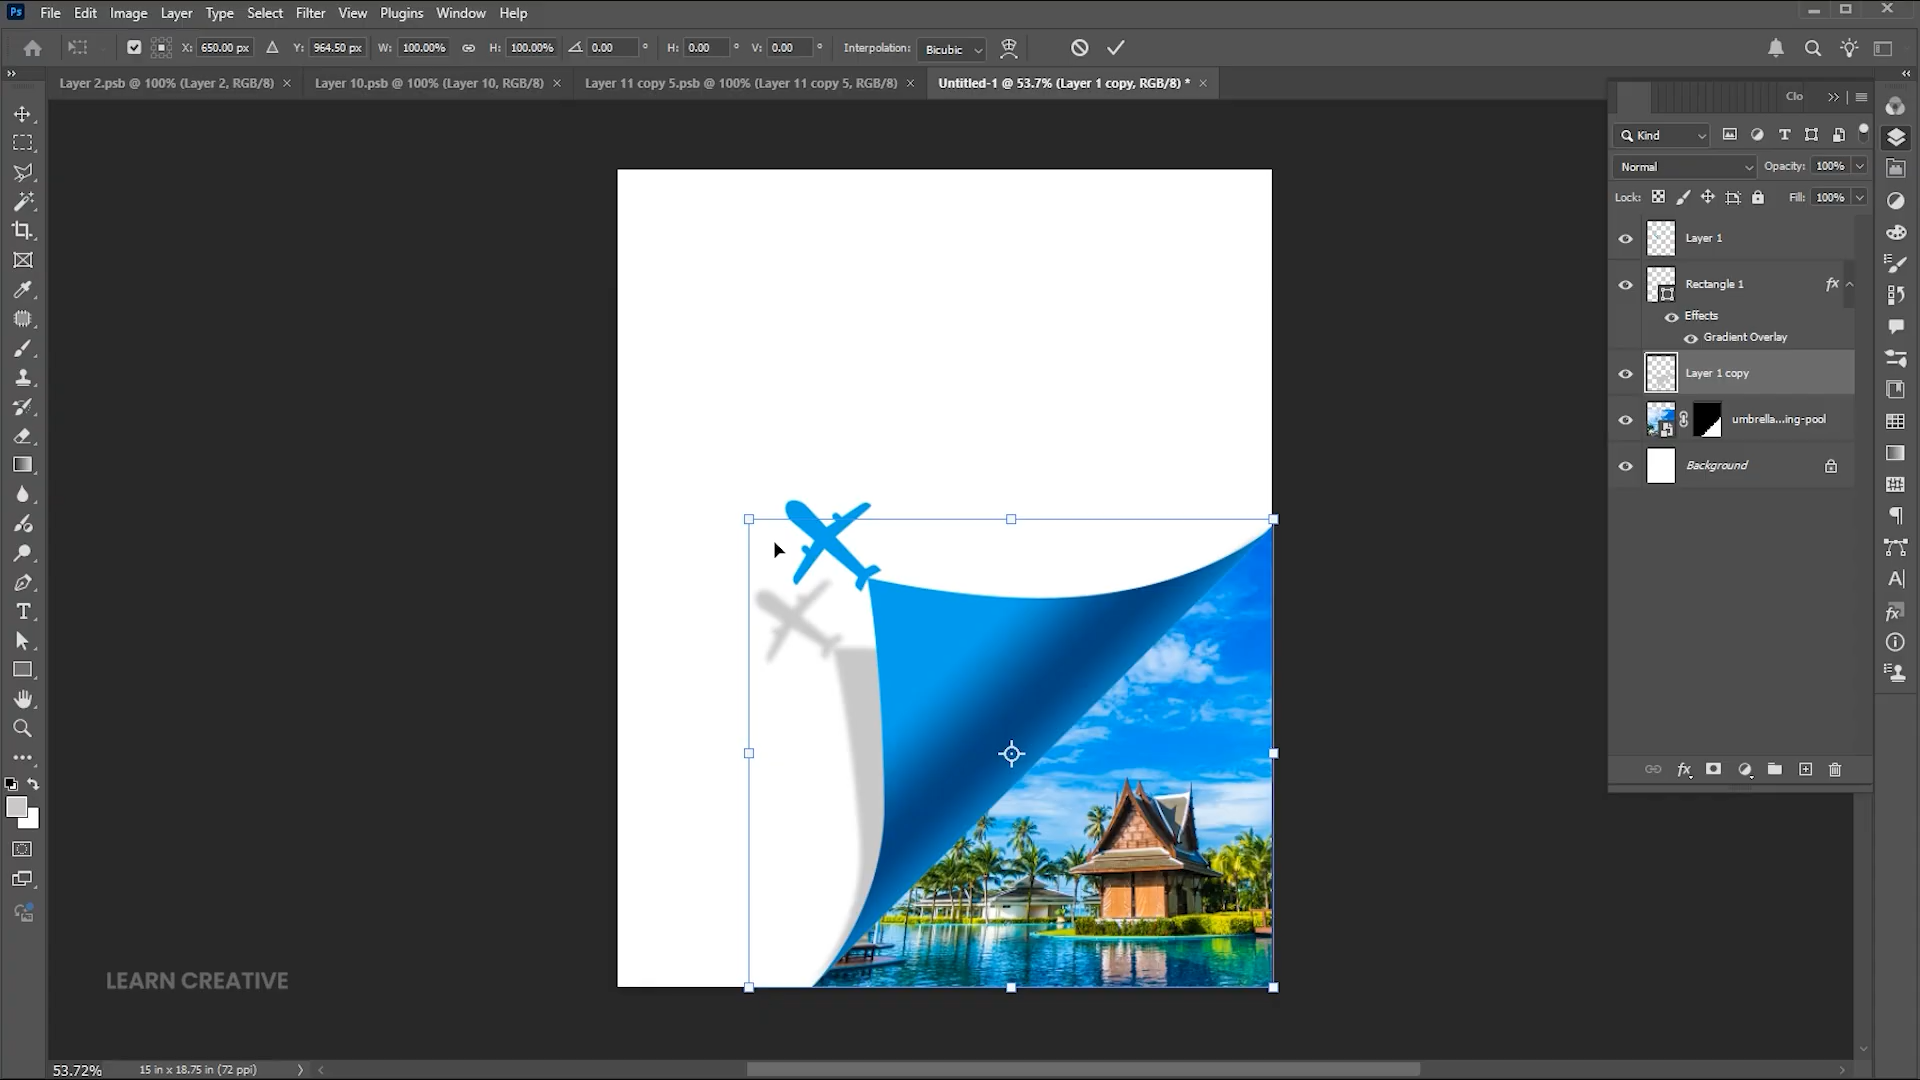 Ps File Edit Image Layer Type Select Filter View Plugins Window Help
X: 650.00 px Y: 964.50 px W: 100.00% H: 100.00% 0.00 ° H: 0.00 ° V: 0.00 ° Interpolation: Bicubic
Layer 2.psb @ 100% (Layer 2, RGB/8) × Layer 10.psb @ 100% (Layer 10, RGB/8) × Layer 11 copy 5.psb @ 100% (Layer 11 copy 5, RGB/8) × Untitled-1 @ 53.7% (Layer 1 copy, RGB/8) * ×
Clo
Kind
Normal Opacity: 100%
Lock: Fill: 100%
Layer 1
Rectangle 1 fx
Effects
Gradient Overlay
Layer 1 copy
umbrella...ing-pool
Background
LEARN CREATIVE
53.72% 15 in x 18.75 in (72 ppi)